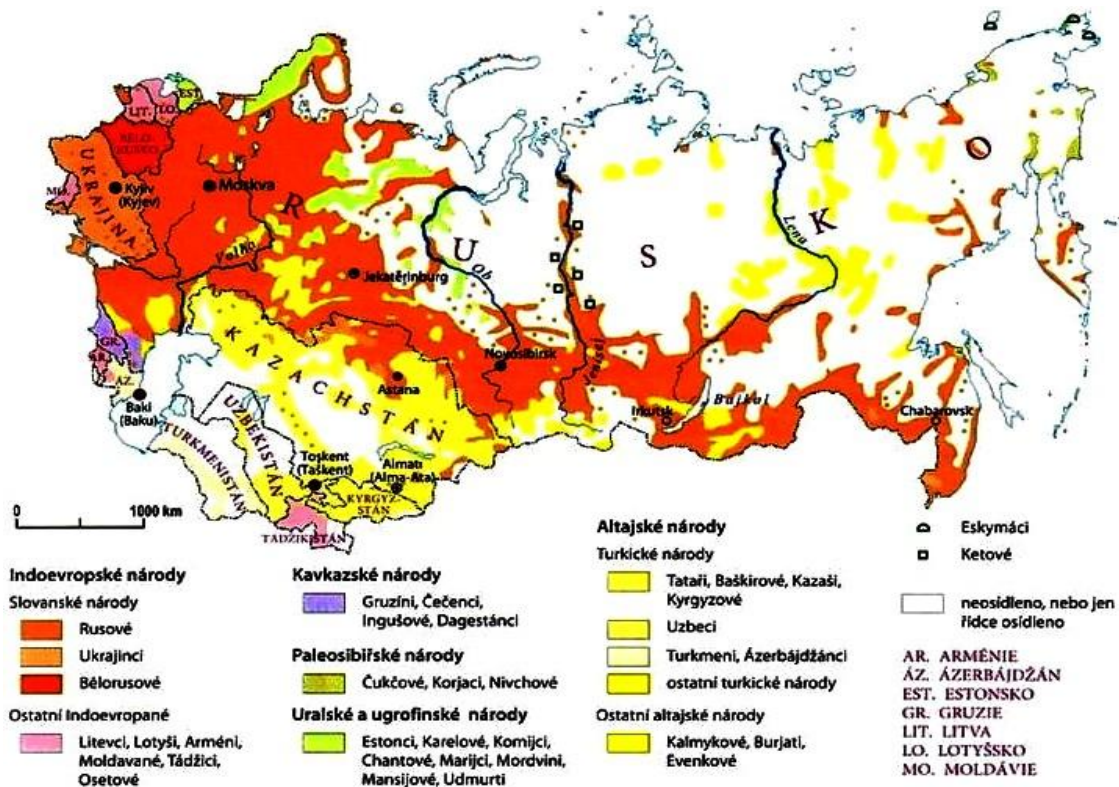 EST.
LIT.
LO.
BĚLO-
RUSKO
UKRAJINA
MO.
Kyjiv
(Kyjev)
Moskva
R U S K O
Volha
Jekatěrinburg
Ob
Jenisej
Lena
Novosibirsk
Irkutsk
Bajkal
Chabarovsk
GR.
AR.
ÁZ.
Baki
(Baku)
KAZACHSTÁN
Astana
UZBEKISTÁN
TURKMENISTÁN
Toşkent
(Taškent)
Almatı
(Alma-Ata)
KYRGYZ-
STÁN
TÁDŽIKISTÁN
0 1000 km
Indoevropské národy
Slovanské národy
Rusové
Ukrajinci
Bělorusové
Ostatní Indoevropané
Litevci, Lotyši, Arméni,
Moldavané, Tádžici,
Osetové
Kavkazské národy
Gruzíni, Čečenci,
Ingušové, Dagestánci
Paleosibiřské národy
Čukčové, Korjaci, Nivchové
Uralské a ugrofinské národy
Estonci, Karelové, Komijci,
Chantové, Marijci, Mordvini,
Mansijové, Udmurti
Altajské národy
Turkické národy
Tataři, Baškirové, Kazaši,
Kyrgyzové
Uzbeci
Turkmeni, Ázerbájdžánci
ostatní turkické národy
Ostatní altajské národy
Kalmykové, Burjati,
Evenkové
Eskymáci
Ketové
neosídleno, nebo jen
řídce osídleno
AR. ARMÉNIE
ÁZ. ÁZERBÁJDŽÁN
EST. ESTONSKO
GR. GRUZIE
LIT. LITVA
LO. LOTYŠSKO
MO. MOLDÁVIE